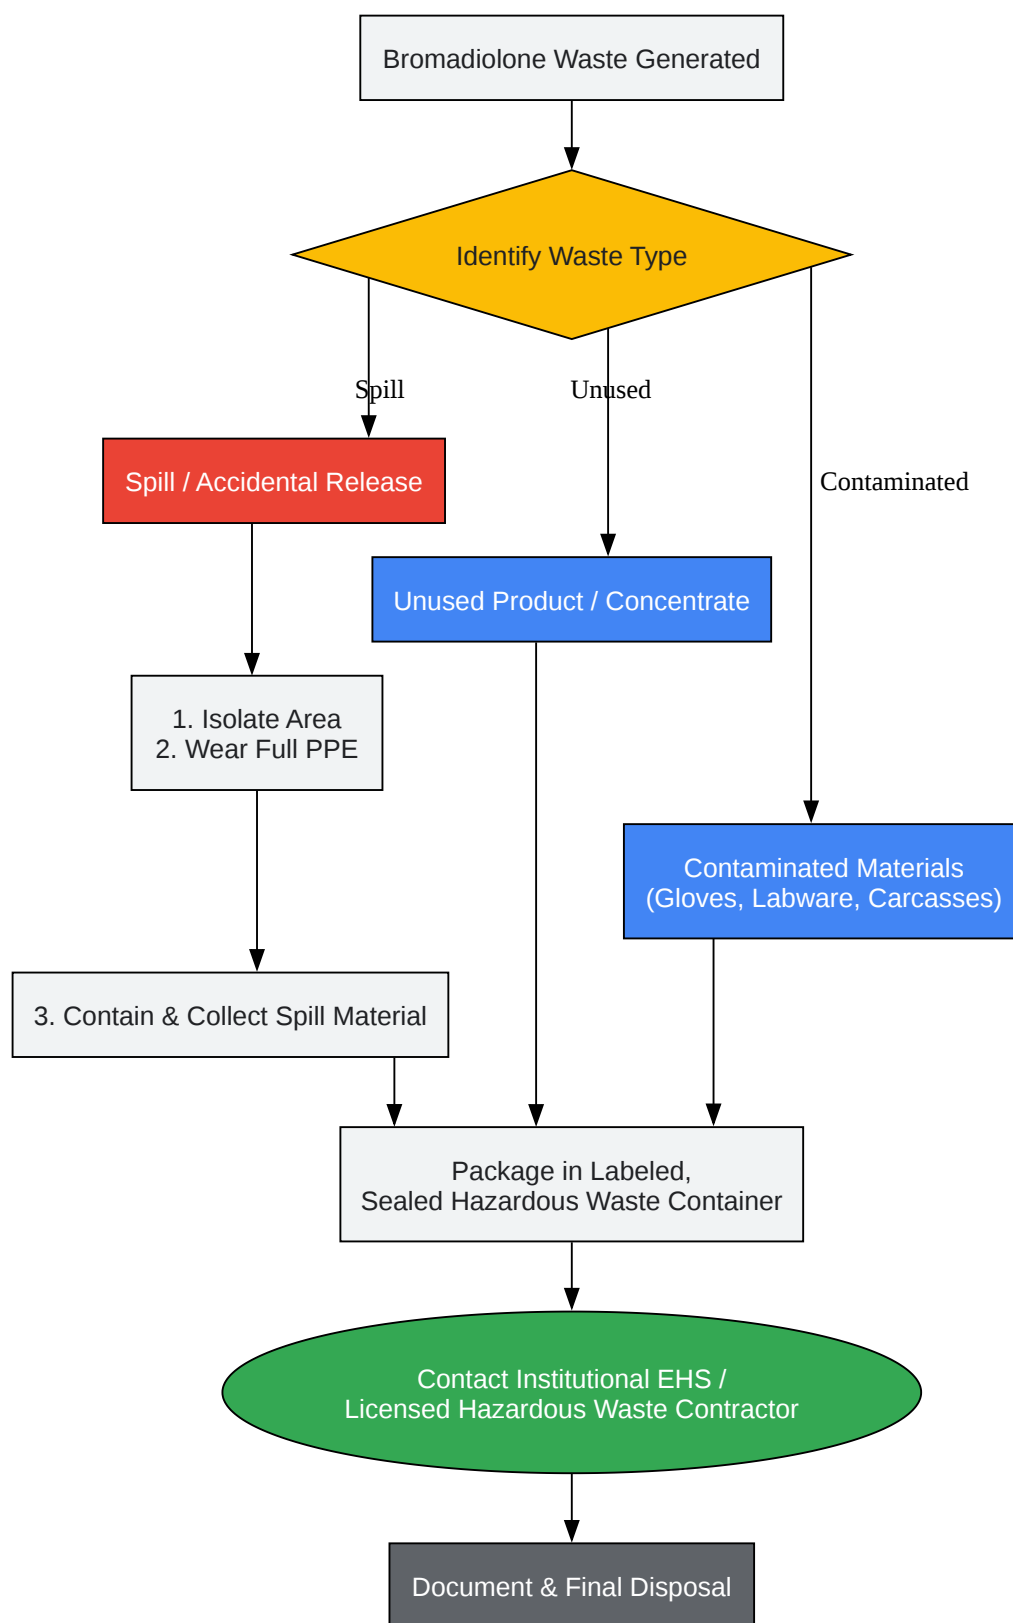 Bromadiolone Waste Generated
Identify Waste Type
Spill
Unused
Spill / Accidental Release
Contaminated
Unused Product / Concentrate
1. Isolate Area
2. Wear Full PPE
Contaminated Materials
(Gloves, Labware, Carcasses)
3. Contain & Collect Spill Material
Package in Labeled,
Sealed Hazardous Waste Container
Contact Institutional EHS /
Licensed Hazardous Waste Contractor
Document & Final Disposal